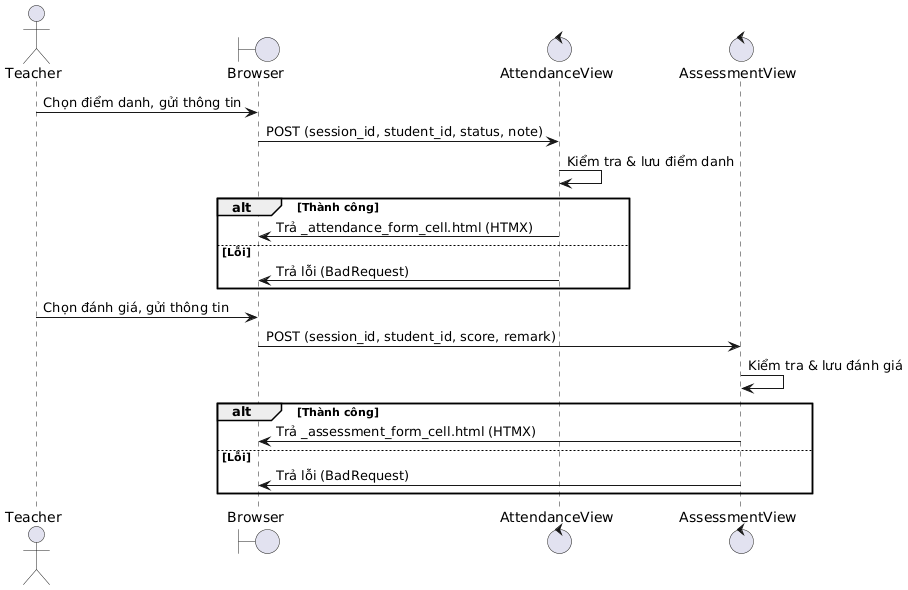 Teacher
Browser
AttendanceView
AssessmentView
Chọn điểm danh, gửi thông tin
POST (session_id, student_id, status, note)
Kiểm tra & lưu điểm danh
alt [Thành công]
Trả _attendance_form_cell.html (HTMX)
[Lỗi]
Trả lỗi (BadRequest)
Chọn đánh giá, gửi thông tin
POST (session_id, student_id, score, remark)
Kiểm tra & lưu đánh giá
alt [Thành công]
Trả _assessment_form_cell.html (HTMX)
[Lỗi]
Trả lỗi (BadRequest)
Teacher
Browser
AttendanceView
AssessmentView